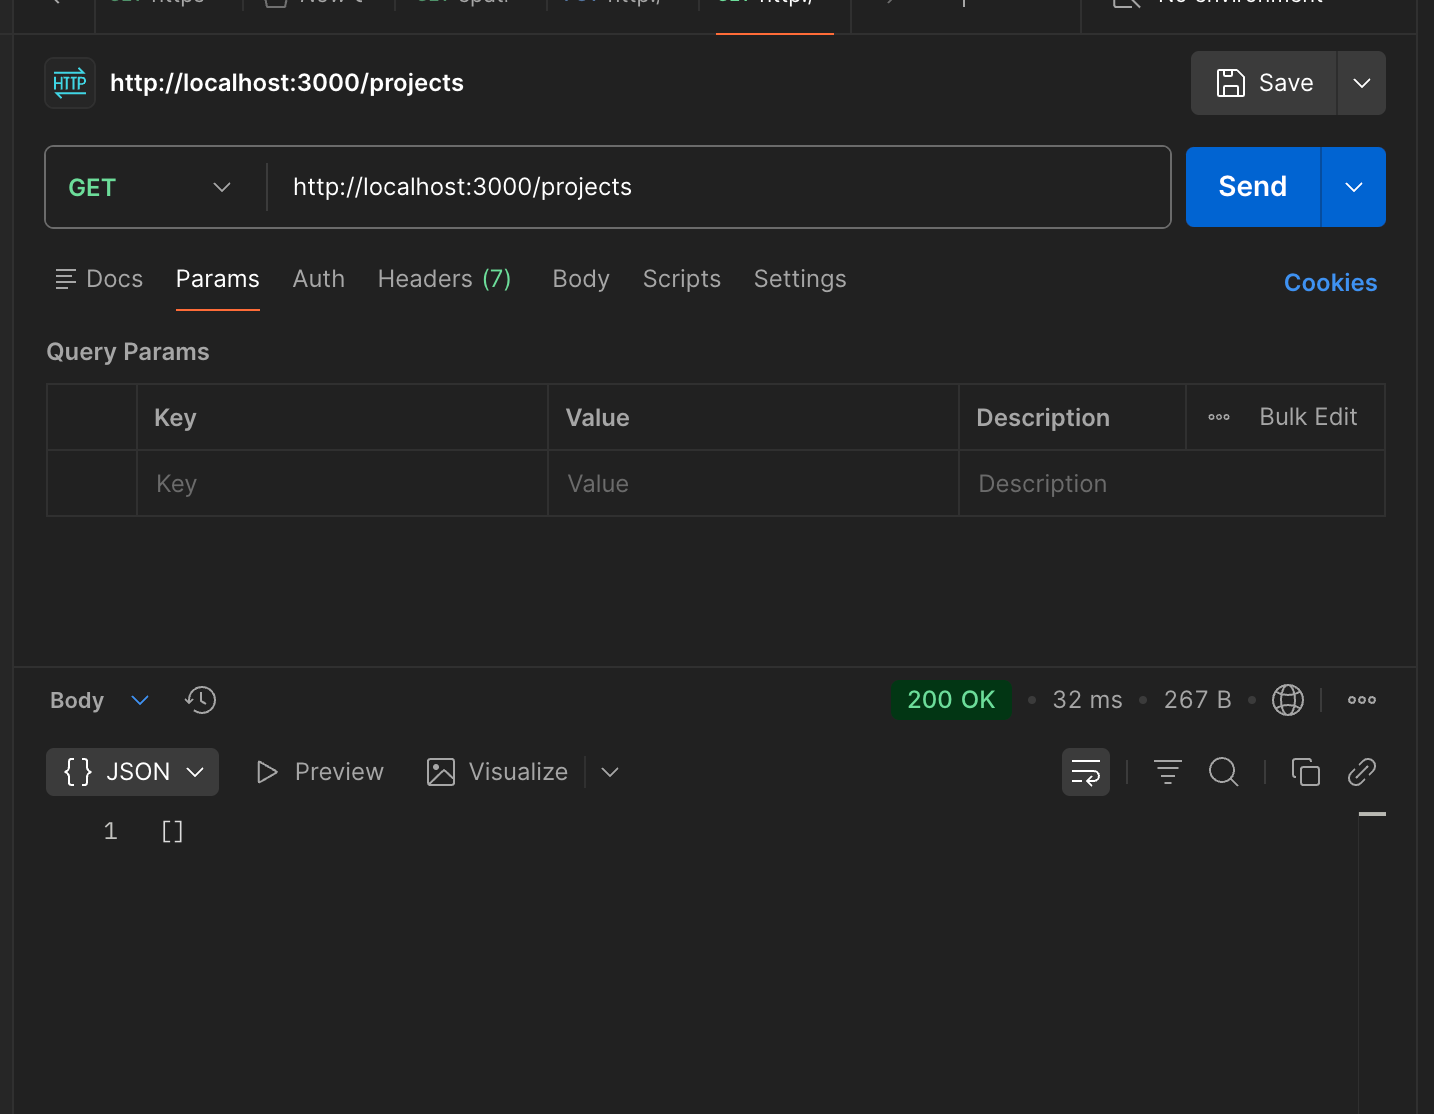 HTTP http://localhost:3000/projects Save
GET http://localhost:3000/projects Send
Docs Params Auth Headers (7) Body Scripts Settings Cookies
Query Params
Key Value Description Bulk Edit
Key Value Description
Body 200 OK • 32 ms • 267 B •
{ } JSON Preview Visualize
1 []